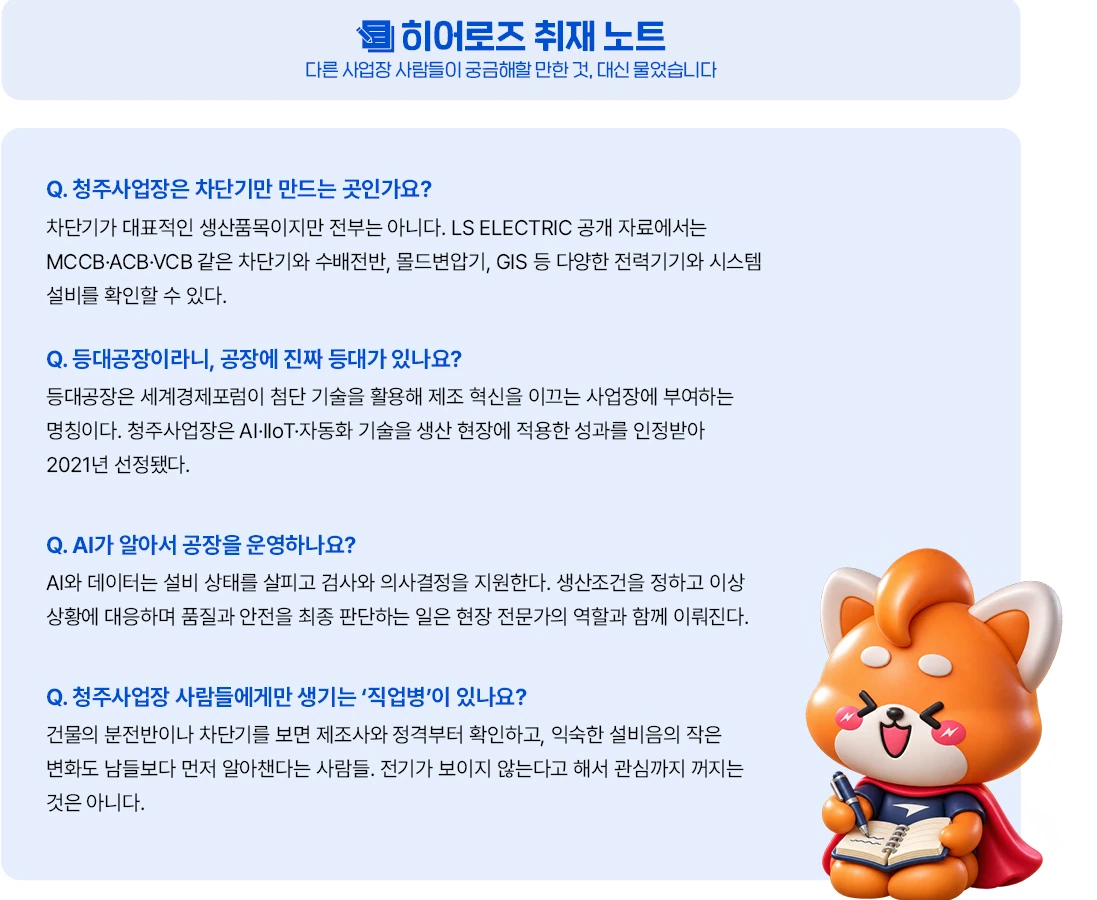 히어로즈 취재 노트
다른 사업장 사람들이 궁금해할 만한 것, 대신 물었습니다
Q. 청주사업장은 차단기만 만드는 곳인가요?
차단기가 대표적인 생산품목이지만 전부는 아니다. LS ELECTRIC 공개 자료에서는
MCCB·ACB·VCB 같은 차단기와 수배전반, 몰드변압기, GIS 등 다양한 전력기기와 시스템
설비를 확인할 수 있다.
Q. 등대공장이라니, 공장에 진짜 등대가 있나요?
등대공장은 세계경제포럼이 첨단 기술을 활용해 제조 혁신을 이끄는 사업장에 부여하는
명칭이다. 청주사업장은 AI·IIoT·자동화 기술을 생산 현장에 적용한 성과를 인정받아
2021년 선정됐다.
Q. AI가 알아서 공장을 운영하나요?
AI와 데이터는 설비 상태를 살피고 검사와 의사결정을 지원한다. 생산조건을 정하고 이상
상황에 대응하며 품질과 안전을 최종 판단하는 일은 현장 전문가의 역할과 함께 이뤄진다.
Q. 청주사업장 사람들에게만 생기는 ‘직업병’이 있나요?
건물의 분전반이나 차단기를 보면 제조사와 정격부터 확인하고, 익숙한 설비음의 작은
변화도 남들보다 먼저 알아챈다는 사람들. 전기가 보이지 않는다고 해서 관심까지 꺼지는
것은 아니다.